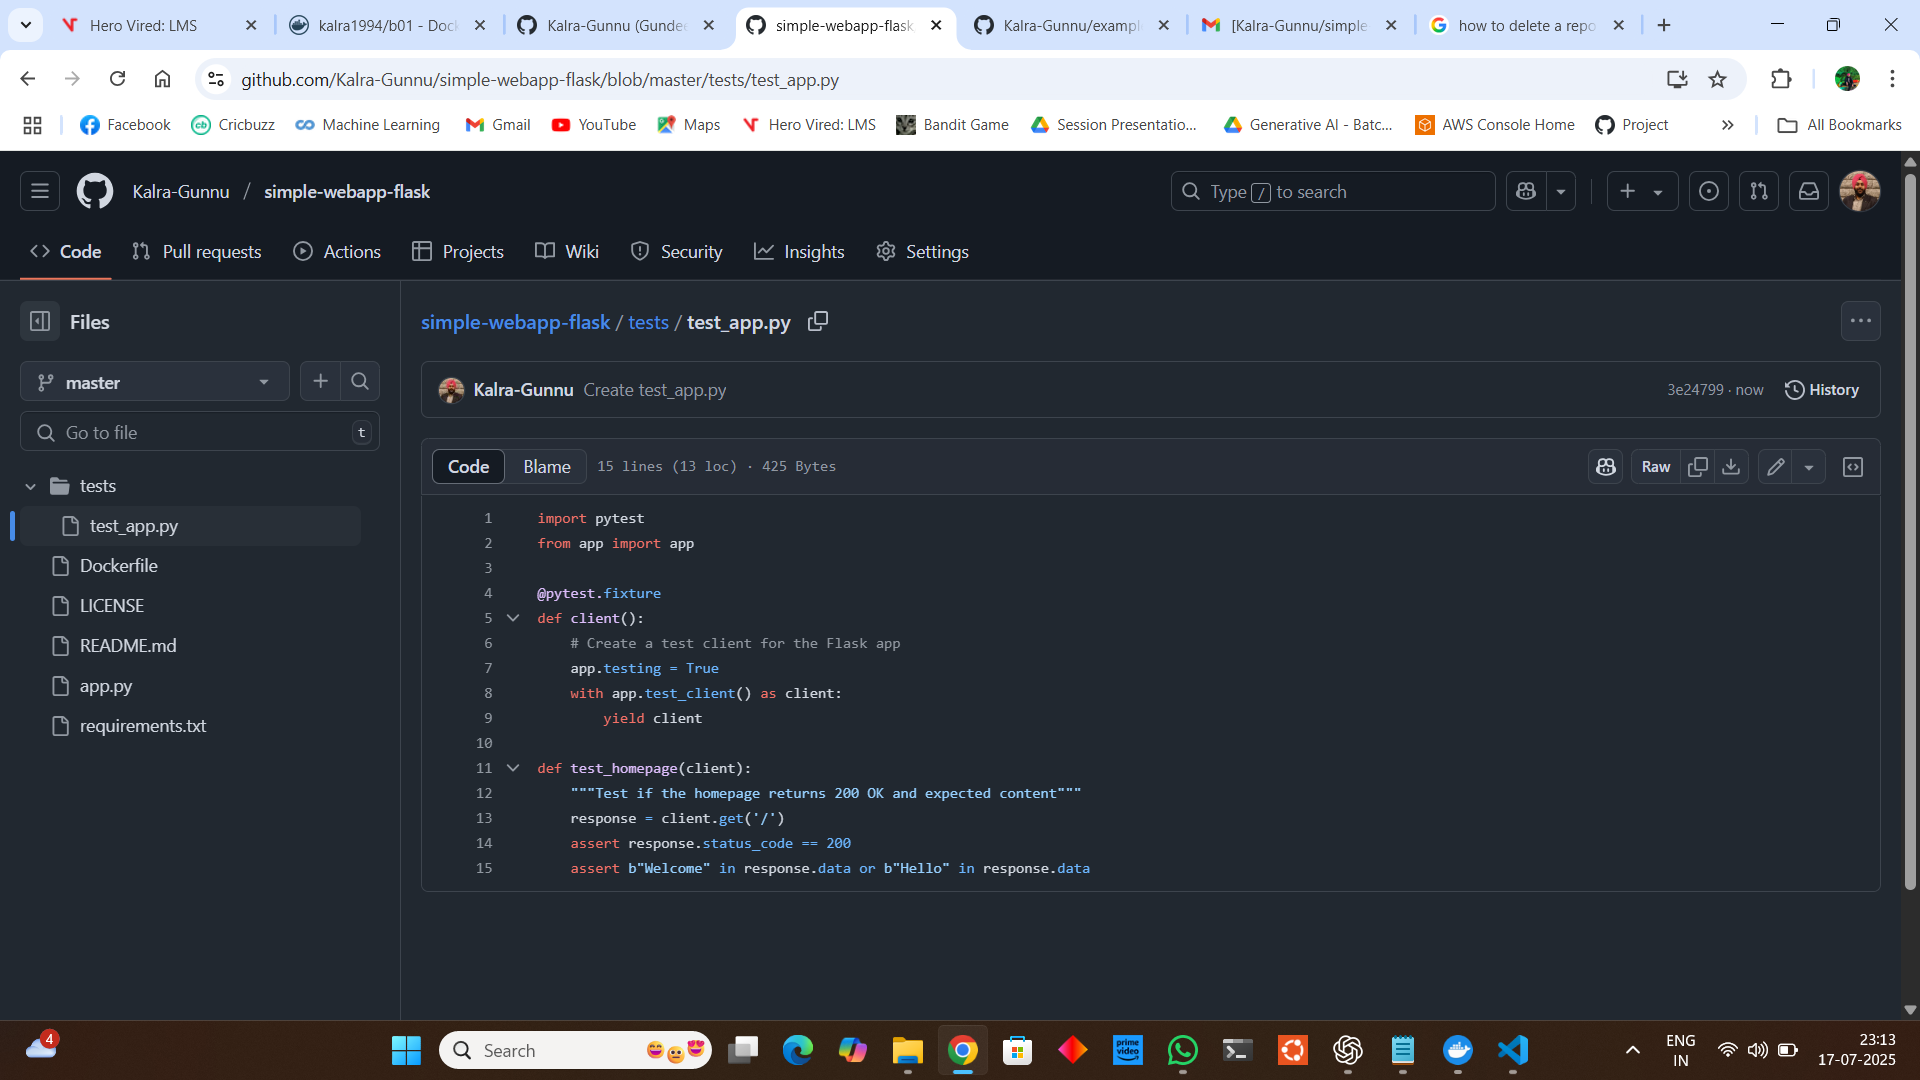 Hero Vired: LMS
kalra1994/b01 - Dock
Kalra-Gunnu (Gundee
simple-webapp-flask
Kalra-Gunnu/exampl
[Kalra-Gunnu/simple
how to delete a repo
github.com/Kalra-Gunnu/simple-webapp-flask/blob/master/tests/test_app.py
Facebook
Cricbuzz
Machine Learning
Gmail
YouTube
Maps
Hero Vired: LMS
Bandit Game
Session Presentatio...
Generative AI - Batc...
AWS Console Home
Project
All Bookmarks
Kalra-Gunnu / simple-webapp-flask
Type / to search
Code
Pull requests
Actions
Projects
Wiki
Security
Insights
Settings
Files
master
Go to file
t
tests
test_app.py
Dockerfile
LICENSE
README.md
app.py
requirements.txt
simple-webapp-flask / tests / test_app.py
Kalra-Gunnu Create test_app.py
3e24799 · now
History
Code
Blame
15 lines (13 loc) · 425 Bytes
Raw
1 import pytest
2 from app import app
3
4 @pytest.fixture
5 def client():
6 # Create a test client for the Flask app
7 app.testing = True
8 with app.test_client() as client:
9 yield client
10
11 def test_homepage(client):
12 """Test if the homepage returns 200 OK and expected content"""
13 response = client.get('/')
14 assert response.status_code == 200
15 assert b"Welcome" in response.data or b"Hello" in response.data
4
Search
prime video
ENG
IN
23:13
17-07-2025